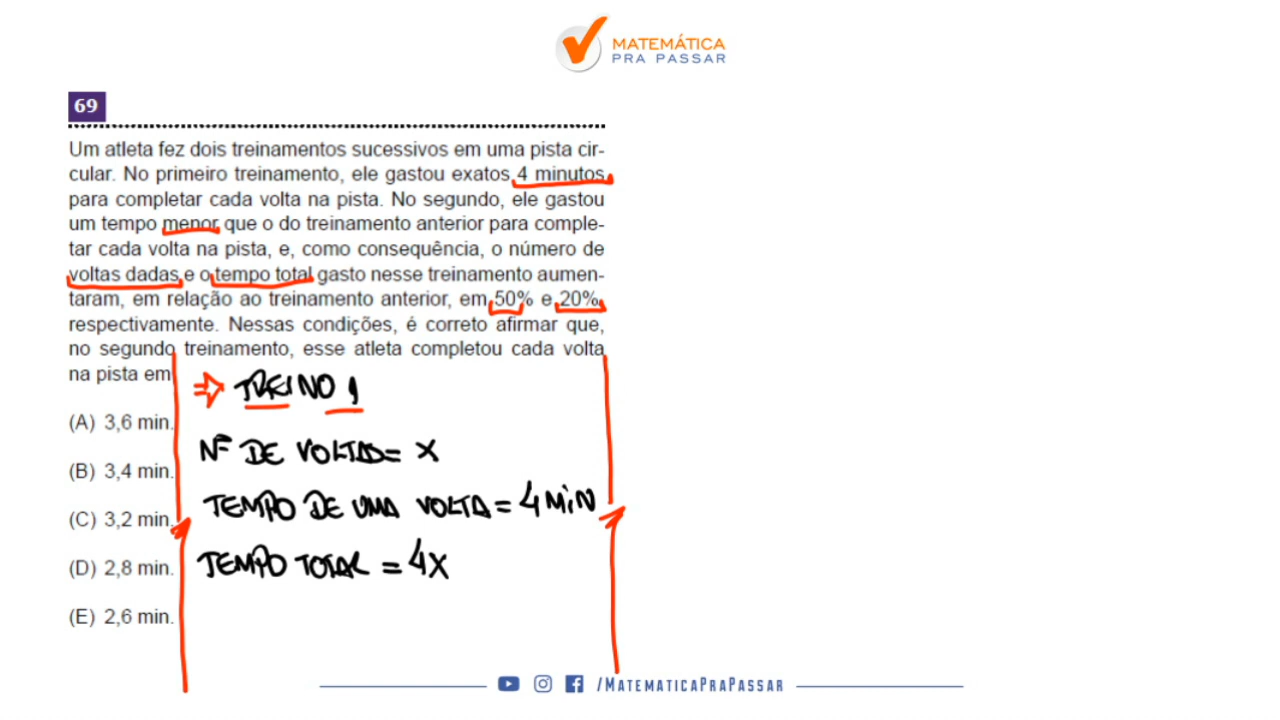 MATEMÁTICA
PRA PASSAR
69
Um atleta fez dois treinamentos sucessivos em uma pista cir-
cular. No primeiro treinamento, ele gastou exatos 4 minutos
para completar cada volta na pista. No segundo, ele gastou
um tempo menor que o do treinamento anterior para comple-
tar cada volta na pista, e, como consequência, o número de
voltas dadas e o tempo total gasto nesse treinamento aumen-
taram, em relação ao treinamento anterior, em 50% e 20%,
respectivamente. Nessas condições, é correto afirmar que,
no segundo treinamento, esse atleta completou cada volta
na pista em
(A) 3,6 min.
(B) 3,4 min.
(C) 3,2 min.
(D) 2,8 min.
(E) 2,6 min.
⇒ TREINO 1
Nº DE VOLTAS = X
TEMPO DE UMA VOLTA = 4 MIN
TEMPO TOTAL = 4X
/MATEMATICAPRAPASSAR